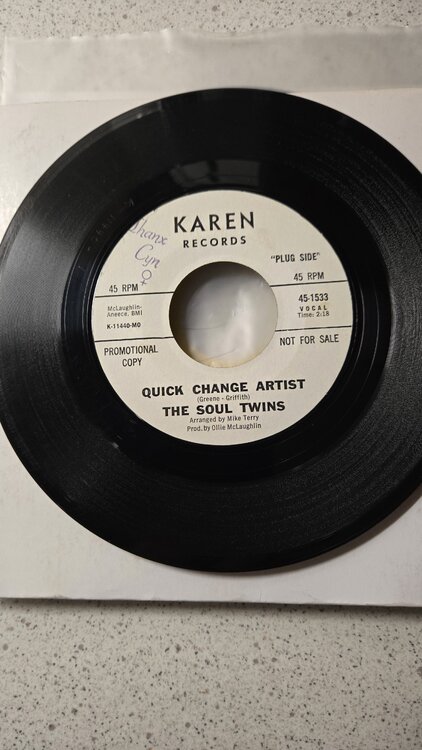 Thanx
Cyn
KAREN
RECORDS
"PLUG SIDE"
45 RPM
45 RPM
McLaughlin-
Aneece, BMI
K-11440-MO
45-1533
VOCAL
Time: 2:18
PROMOTIONAL
COPY
NOT FOR SALE
QUICK CHANGE ARTIST
(Greene - Griffith)
THE SOUL TWINS
Arranged by Mike Terry
Prod. by Ollie McLaughlin